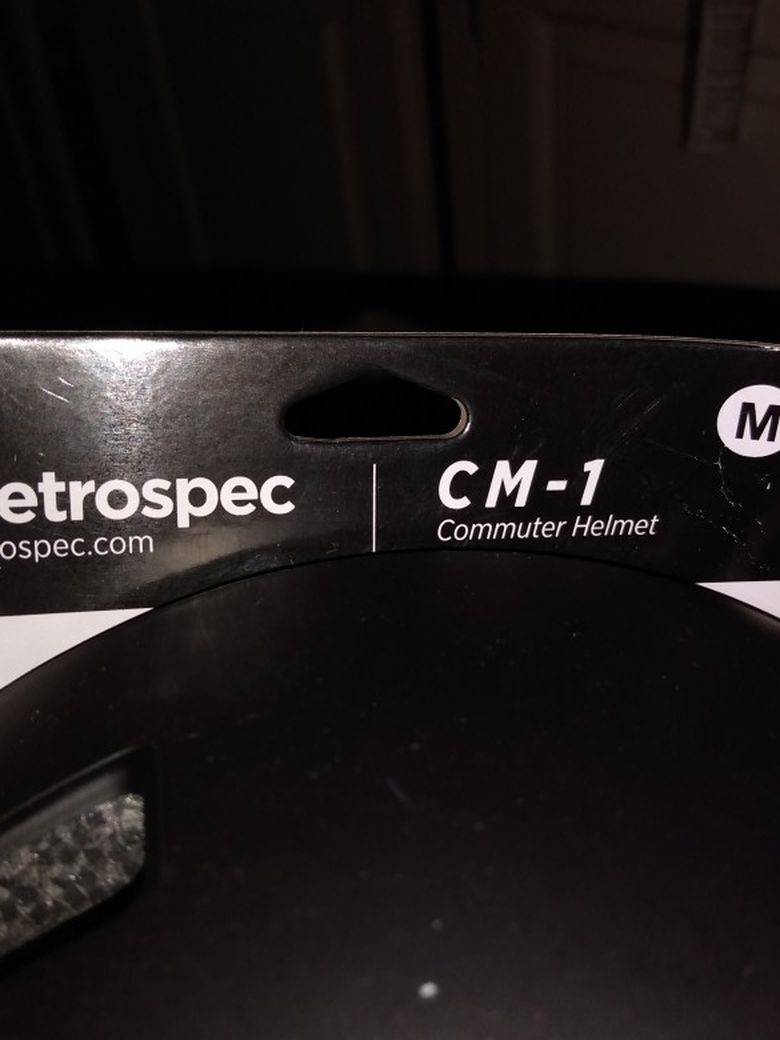 etrospec
ospec.com
CM-1
Commuter Helmet
M